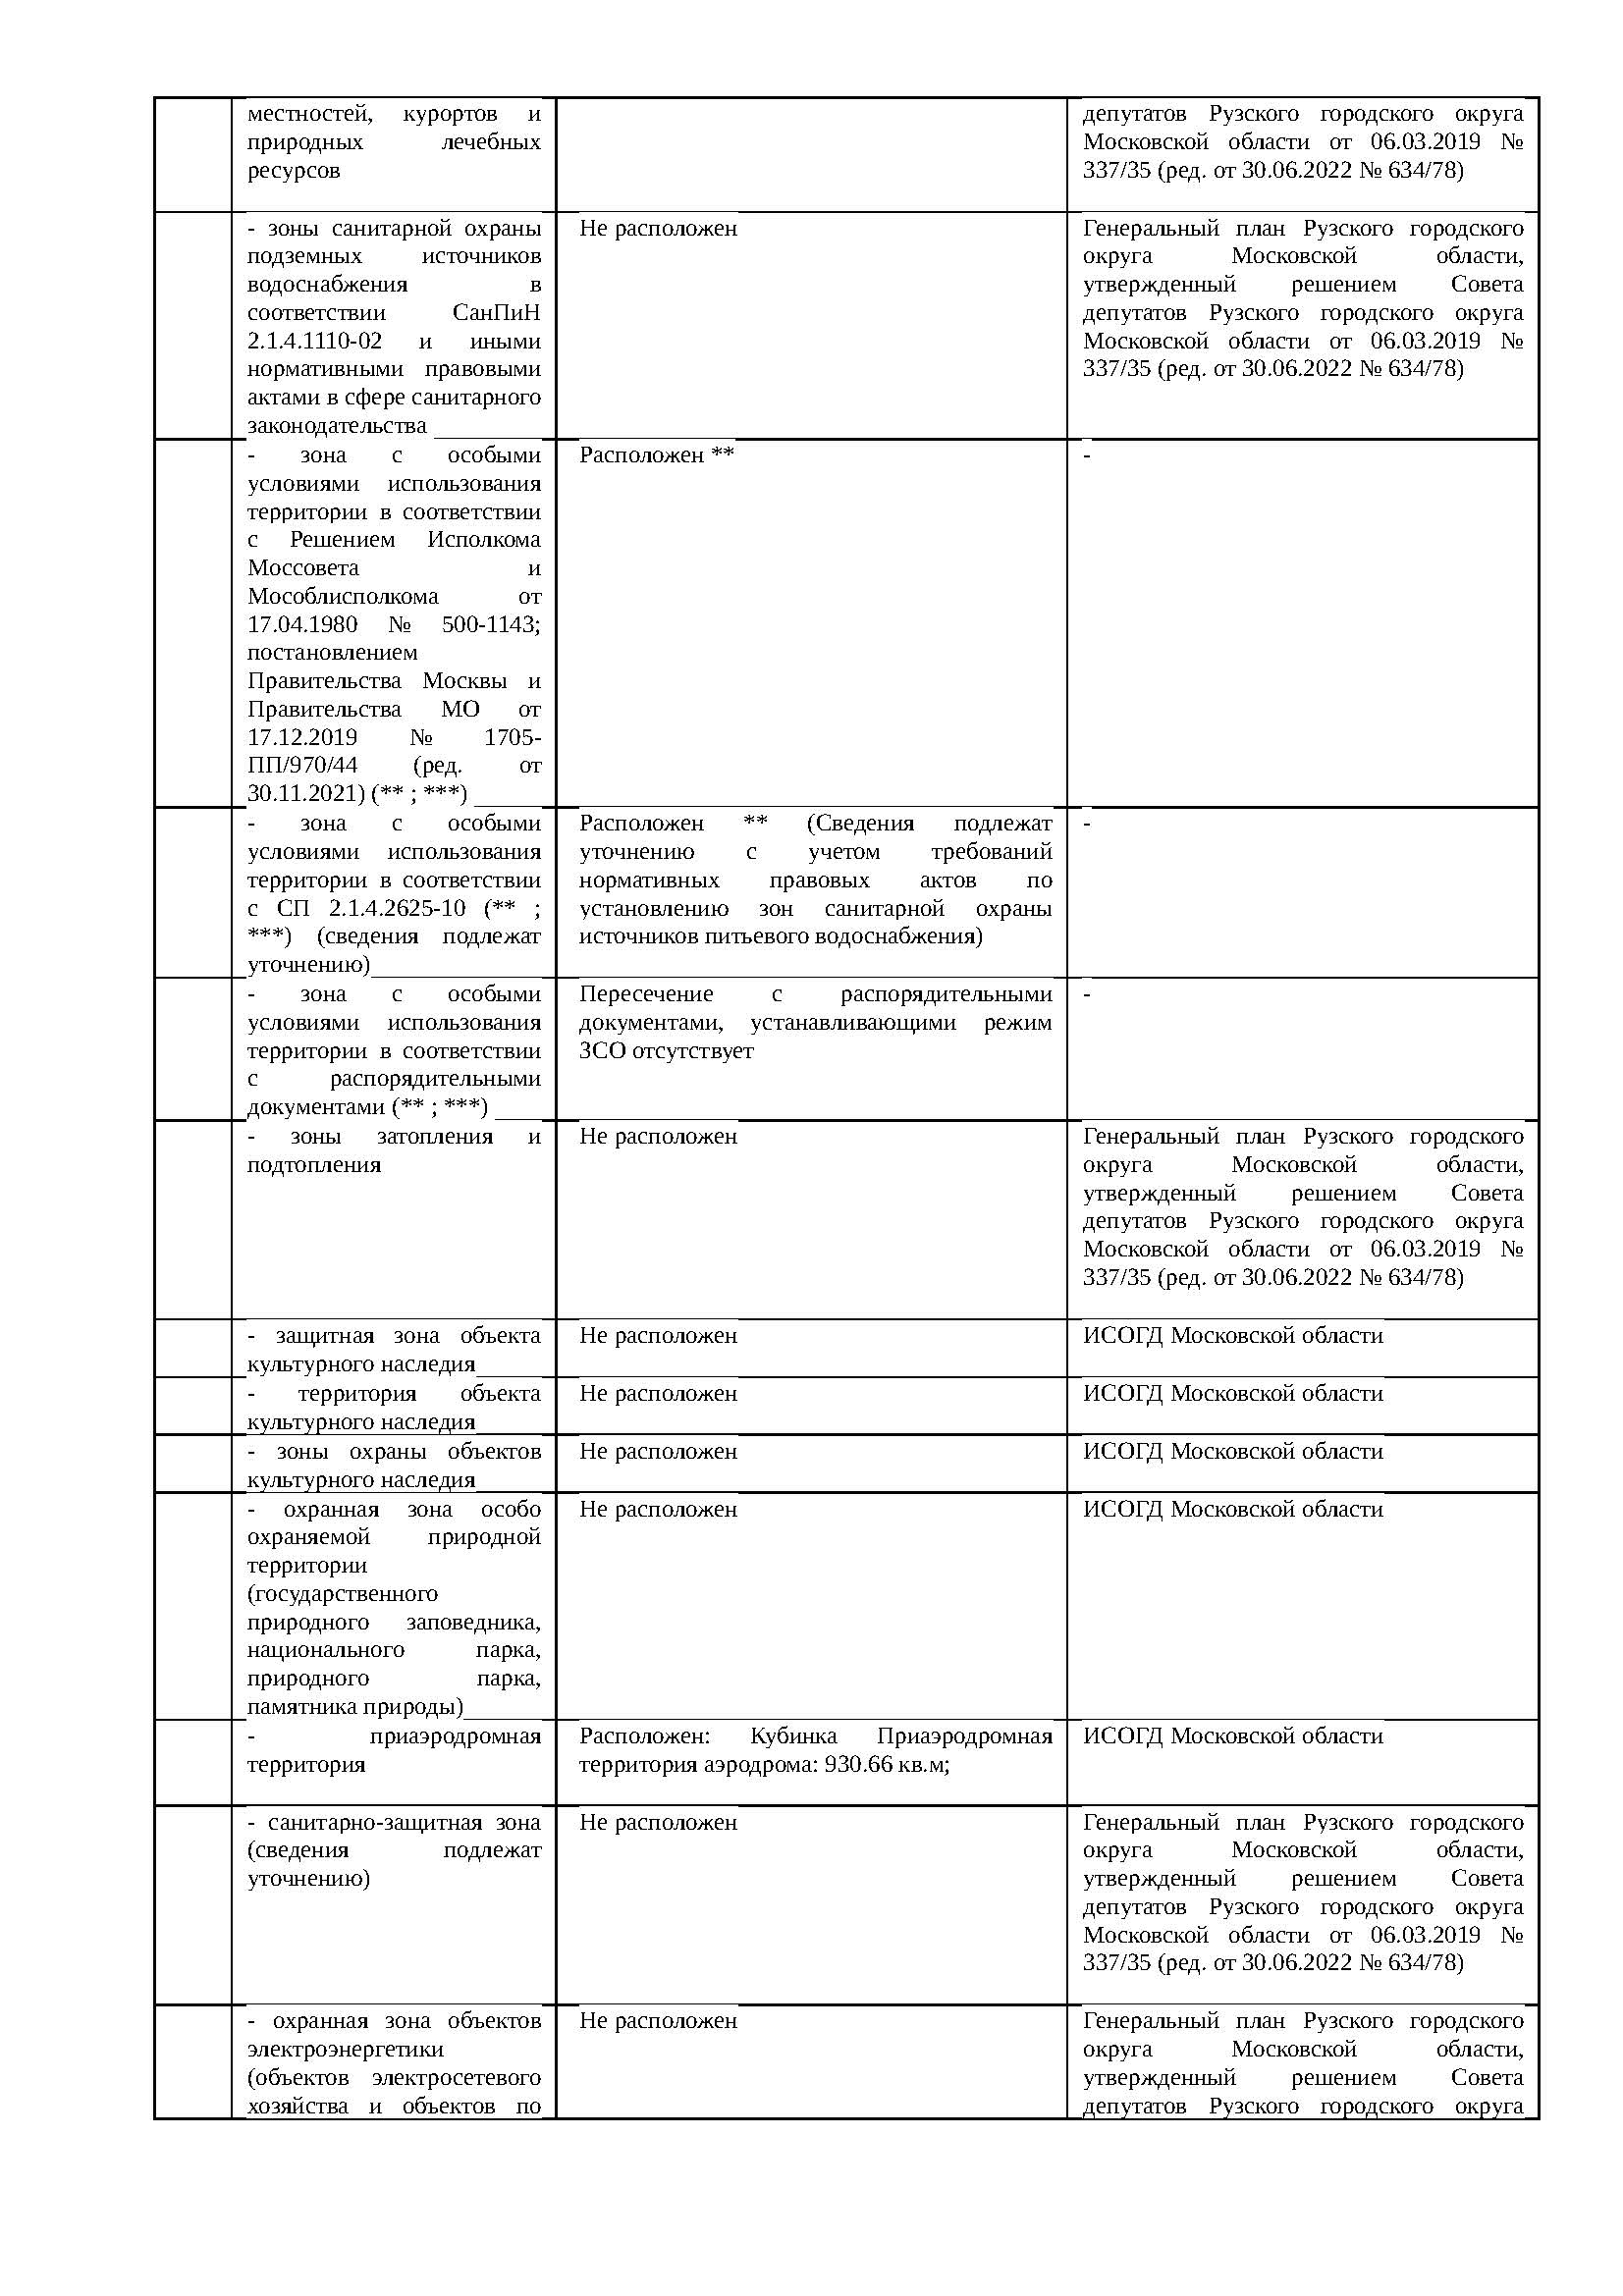 местностей, курортов и
природных лечебных
ресурсов
депутатов Рузского городского округа
Московской области от 06.03.2019 №
337/35 (ред. от 30.06.2022 № 634/78)
- зоны санитарной охраны
подземных источников
водоснабжения в
соответствии СанПиН
2.1.4.1110-02 и иными
нормативными правовыми
актами в сфере санитарного
законодательства
Не расположен
Генеральный план Рузского городского
округа Московской области,
утвержденный решением Совета
депутатов Рузского городского округа
Московской области от 06.03.2019 №
337/35 (ред. от 30.06.2022 № 634/78)
- зона с особыми
условиями использования
территории в соответствии
с Решением Исполкома
Моссовета и
Мособлисполкома от
17.04.1980 № 500-1143;
постановлением
Правительства Москвы и
Правительства МО от
17.12.2019 № 1705-
ПП/970/44 (ред. от
30.11.2021) (** ; ***)
Расположен **
-
- зона с особыми
условиями использования
территории в соответствии
с СП 2.1.4.2625-10 (** ;
***) (сведения подлежат
уточнению)
Расположен ** (Сведения подлежат
уточнению с учетом требований
нормативных правовых актов по
установлению зон санитарной охраны
источников питьевого водоснабжения)
-
- зона с особыми
условиями использования
территории в соответствии
с распорядительными
документами (** ; ***)
Пересечение с распорядительными
документами, устанавливающими режим
ЗСО отсутствует
-
- зоны затопления и
подтопления
Не расположен
Генеральный план Рузского городского
округа Московской области,
утвержденный решением Совета
депутатов Рузского городского округа
Московской области от 06.03.2019 №
337/35 (ред. от 30.06.2022 № 634/78)
- защитная зона объекта
культурного наследия
Не расположен
ИСОГД Московской области
- территория объекта
культурного наследия
Не расположен
ИСОГД Московской области
- зоны охраны объектов
культурного наследия
Не расположен
ИСОГД Московской области
- охранная зона особо
охраняемой природной
территории
(государственного
природного заповедника,
национального парка,
природного парка,
памятника природы)
Не расположен
ИСОГД Московской области
- приаэродромная
территория
Расположен: Кубинка Приаэродромная
территория аэродрома: 930.66 кв.м;
ИСОГД Московской области
- санитарно-защитная зона
(сведения подлежат
уточнению)
Не расположен
Генеральный план Рузского городского
округа Московской области,
утвержденный решением Совета
депутатов Рузского городского округа
Московской области от 06.03.2019 №
337/35 (ред. от 30.06.2022 № 634/78)
- охранная зона объектов
электроэнергетики
(объектов электросетевого
хозяйства и объектов по
Не расположен
Генеральный план Рузского городского
округа Московской области,
утвержденный решением Совета
депутатов Рузского городского округа